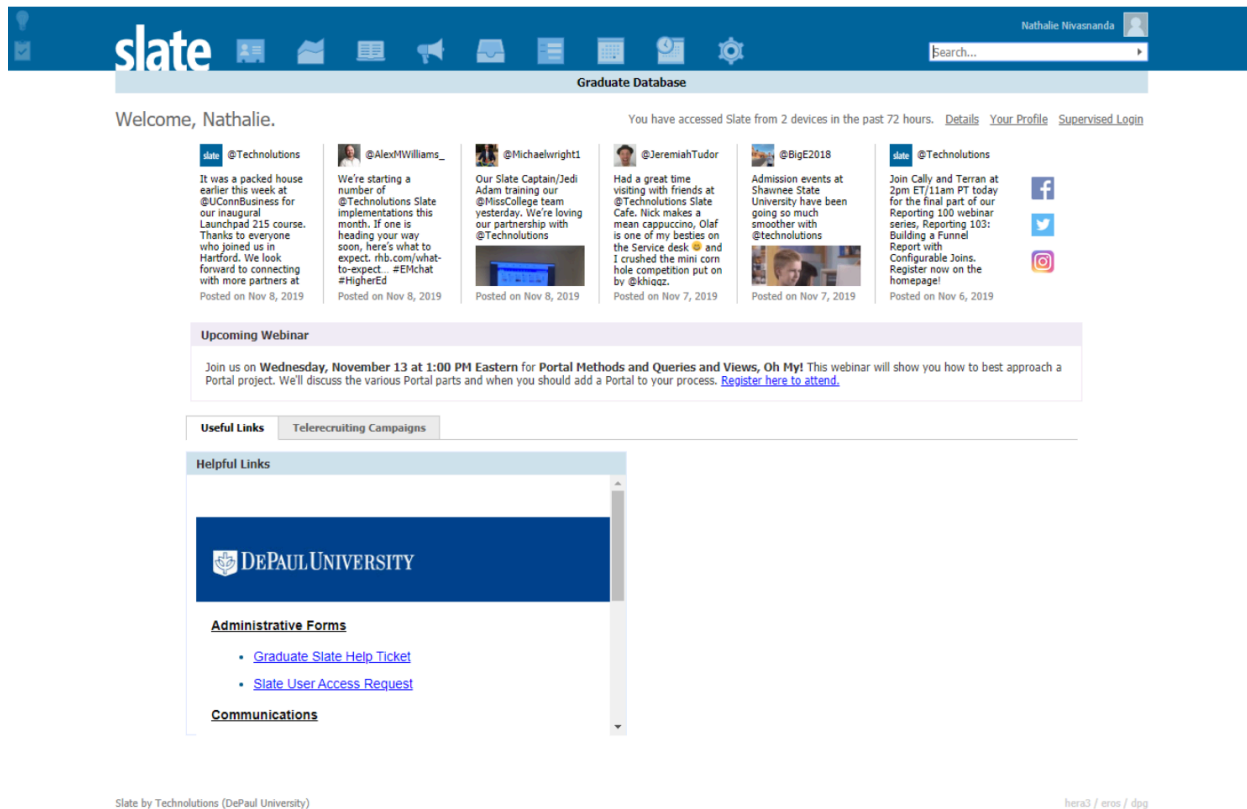 Nathalie Nivasnanda
slate
Search...
Graduate Database
Welcome, Nathalie.
You have accessed Slate from 2 devices in the past 72 hours. Details Your Profile Supervised Login
slate @Technolutions
It was a packed house
earlier this week at
@UConnBusiness for
our inaugural
Launchpad 215 course.
Thanks to everyone
who joined us in
Hartford. We look
forward to connecting
with more partners at
Posted on Nov 8, 2019
@AlexMWilliams_
We're starting a
number of
@Technolutions Slate
implementations this
month. If one is
heading your way
soon, here's what to
expect. rhb.com/what-
to-expect... #EMchat
#HigherEd
Posted on Nov 8, 2019
@Michaelwright1
Our Slate Captain/Jedi
Adam training our
@MissCollege team
yesterday. We're loving
our partnership with
@Technolutions
Posted on Nov 8, 2019
@JeremiahTudor
Had a great time
visiting with friends at
@Technolutions Slate
Cafe. Nick makes a
mean cappuccino, Olaf
is one of my besties on
the Service desk 😀 and
I crushed the mini corn
hole competition put on
by @khiggz.
Posted on Nov 7, 2019
@BigE2018
Admission events at
Shawnee State
University have been
going so much
smoother with
@technolutions
Posted on Nov 7, 2019
slate @Technolutions
Join Cally and Terran at
2pm ET/11am PT today
for the final part of our
Reporting 100 webinar
series, Reporting 103:
Building a Funnel
Report with
Configurable Joins.
Register now on the
homepage!
Posted on Nov 6, 2019
Upcoming Webinar
Join us on Wednesday, November 13 at 1:00 PM Eastern for Portal Methods and Queries and Views, Oh My! This webinar will show you how to best approach a
Portal project. We'll discuss the various Portal parts and when you should add a Portal to your process. Register here to attend.
Useful Links Telerecruiting Campaigns
Helpful Links
DEPAUL UNIVERSITY
Administrative Forms
• Graduate Slate Help Ticket
• Slate User Access Request
Communications
Slate by Technolutions (DePaul University)
hera3 / eros / dpg